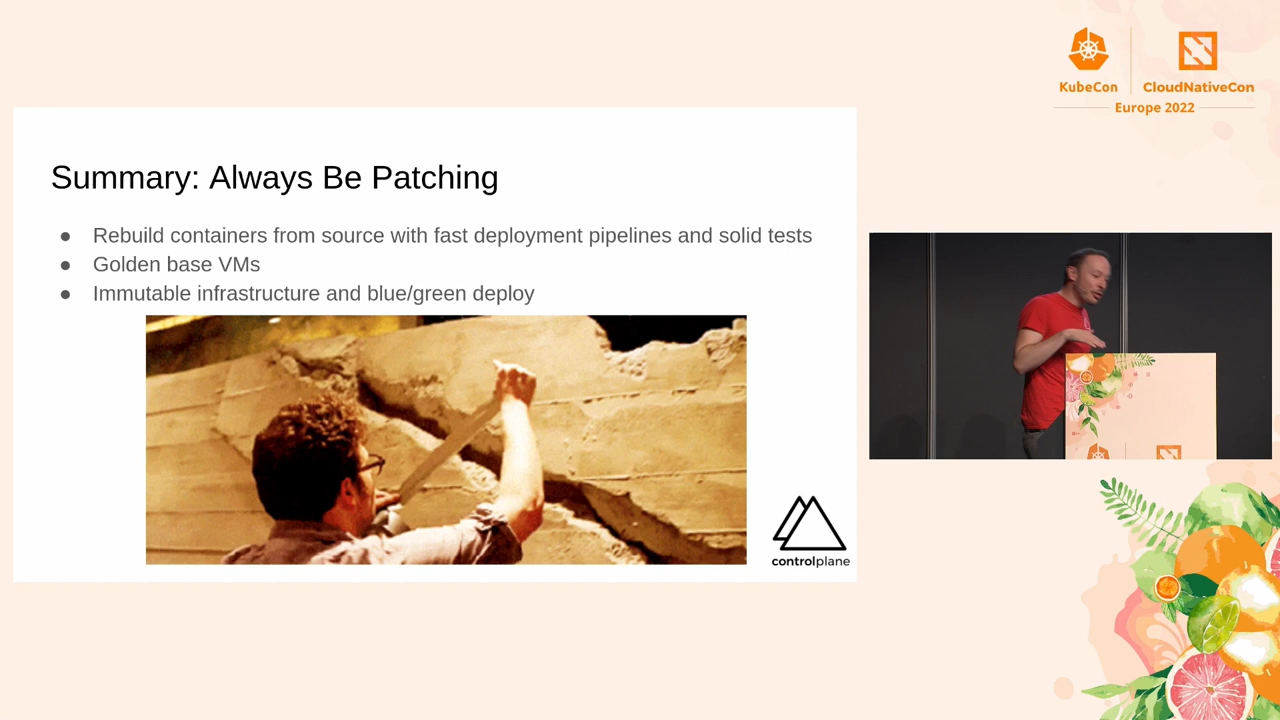 KubeCon
CloudNativeCon
Europe 2022
Summary: Always Be Patching
● Rebuild containers from source with fast deployment pipelines and solid tests
● Golden base VMs
● Immutable infrastructure and blue/green deploy
controlplane